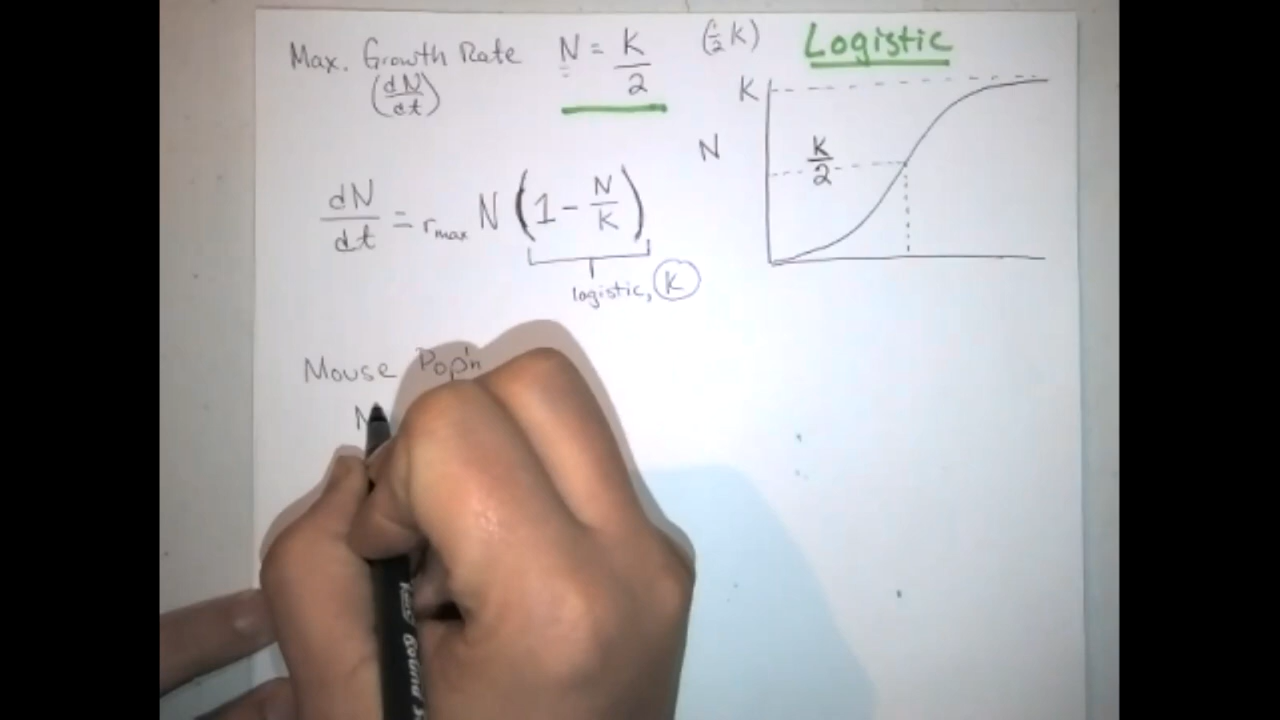 Max. Growth Rate N = K/2 (½K)
(dN/dt)
Logistic
K
N
K/2
dN/dt = rmax N (1 - N/K)
logistic, K
Mouse Pop'n
N